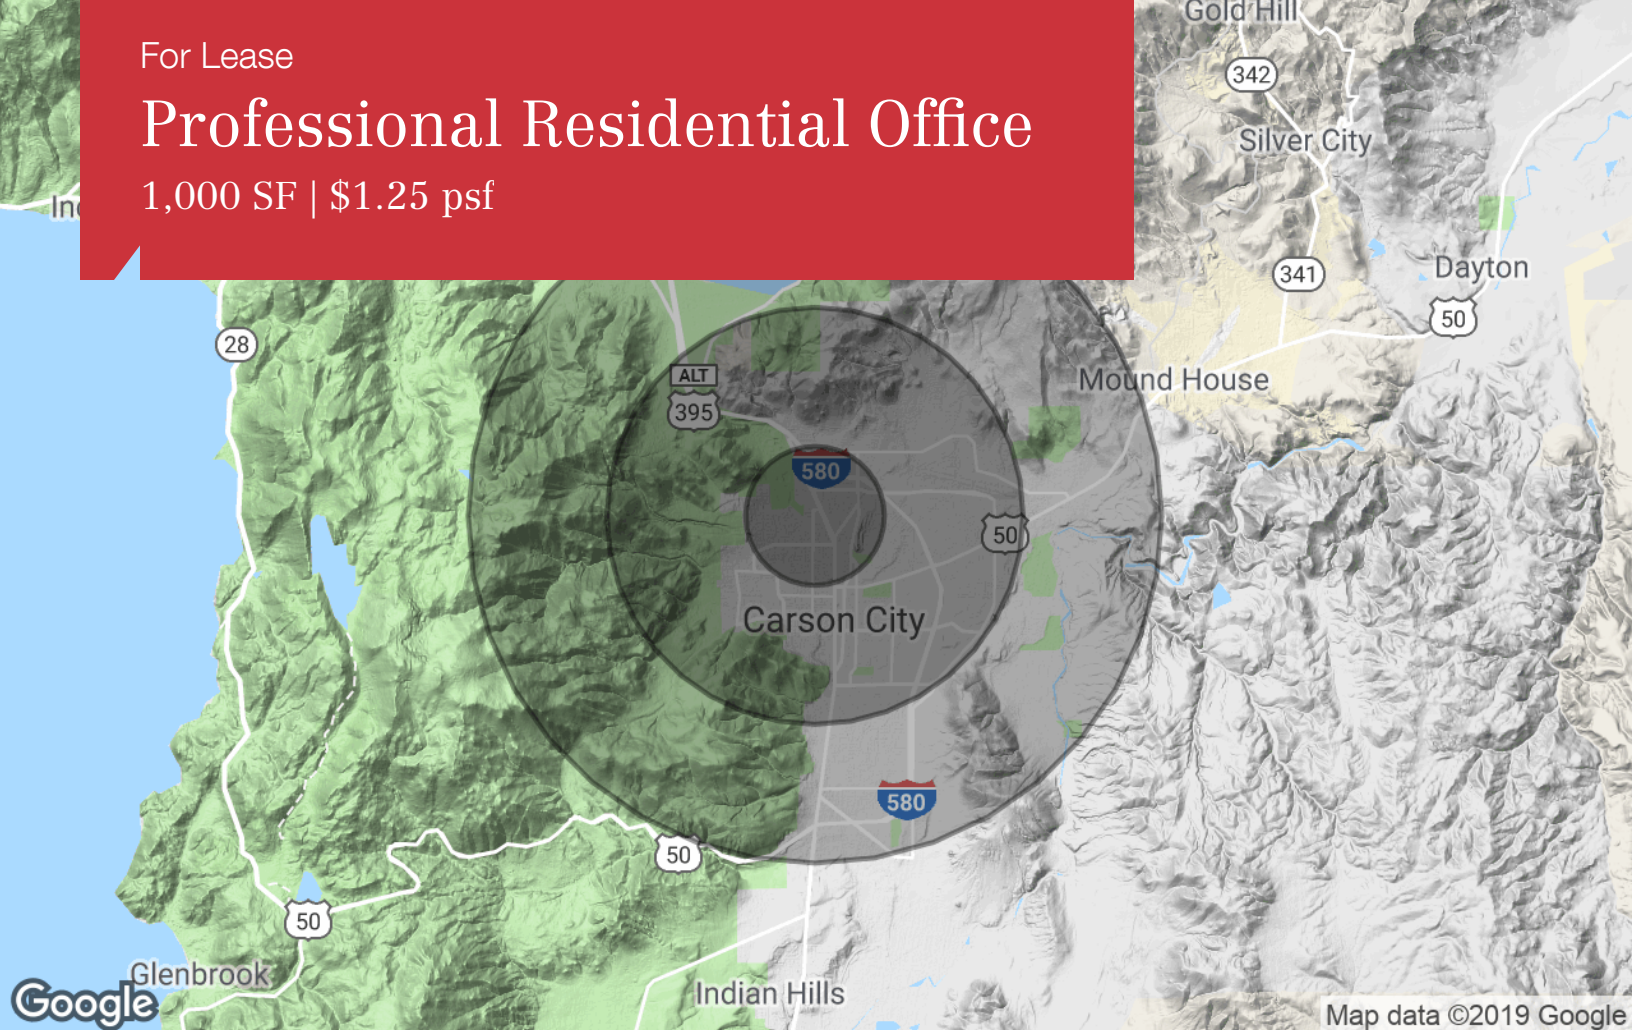 For Lease
Professional Residential Office
1,000 SF | $1.25 psf
Gold Hill
342
Silver City
341
Dayton
50
28
ALT
395
Mound House
580
50
Carson City
580
50
50
Glenbrook
Indian Hills
Google
Map data ©2019 Google